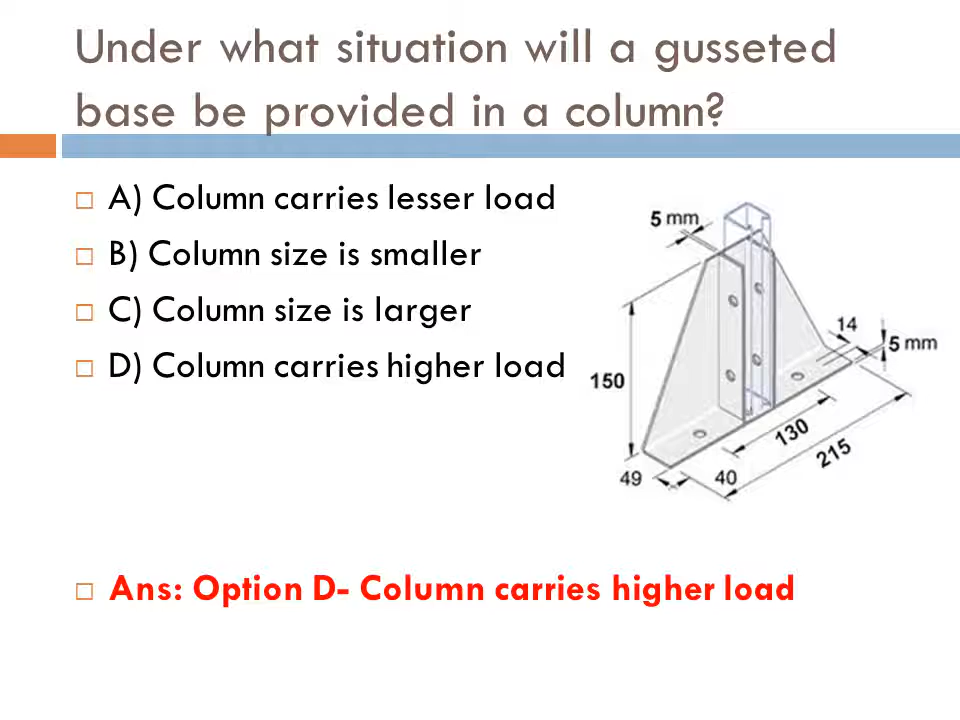 Under what situation will a gusseted
base be provided in a column?
A) Column carries lesser load
B) Column size is smaller
C) Column size is larger
D) Column carries higher load
5 mm
14
5 mm
150
130
215
49
40
Ans: Option D- Column carries higher load